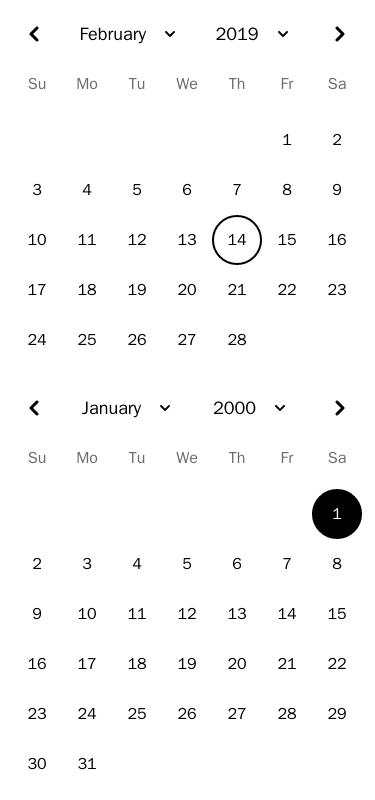 February 2019
Su Mo Tu We Th Fr Sa
1 2
3 4 5 6 7 8 9
10 11 12 13 14 15 16
17 18 19 20 21 22 23
24 25 26 27 28
January 2000
Su Mo Tu We Th Fr Sa
1
2 3 4 5 6 7 8
9 10 11 12 13 14 15
16 17 18 19 20 21 22
23 24 25 26 27 28 29
30 31